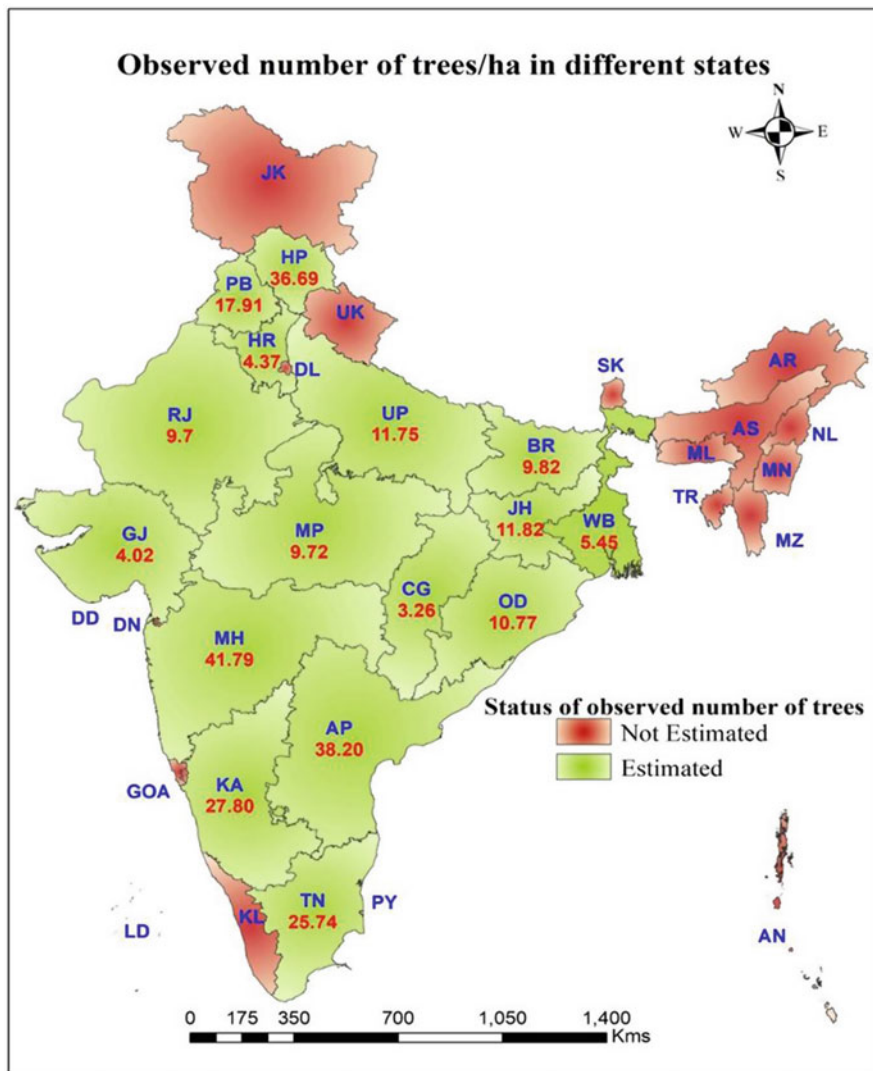 Observed number of trees/ha in different states
N
W E
S
JK
HP
36.69
PB
17.91
UK
HR
4.37
DL
SK
AR
RJ
9.7
UP
11.75
AS
NL
BR
9.82
ML
MN
TR
MZ
GJ
4.02
MP
9.72
JH
11.82
WB
5.45
CG
3.26
OD
10.77
DD
DN
MH
41.79
AP
38.20
Status of observed number of trees
Not Estimated
Estimated
GOA
KA
27.80
LD
KL
TN
25.74
PY
AN
0 175 350 700 1,050 1,400
Kms